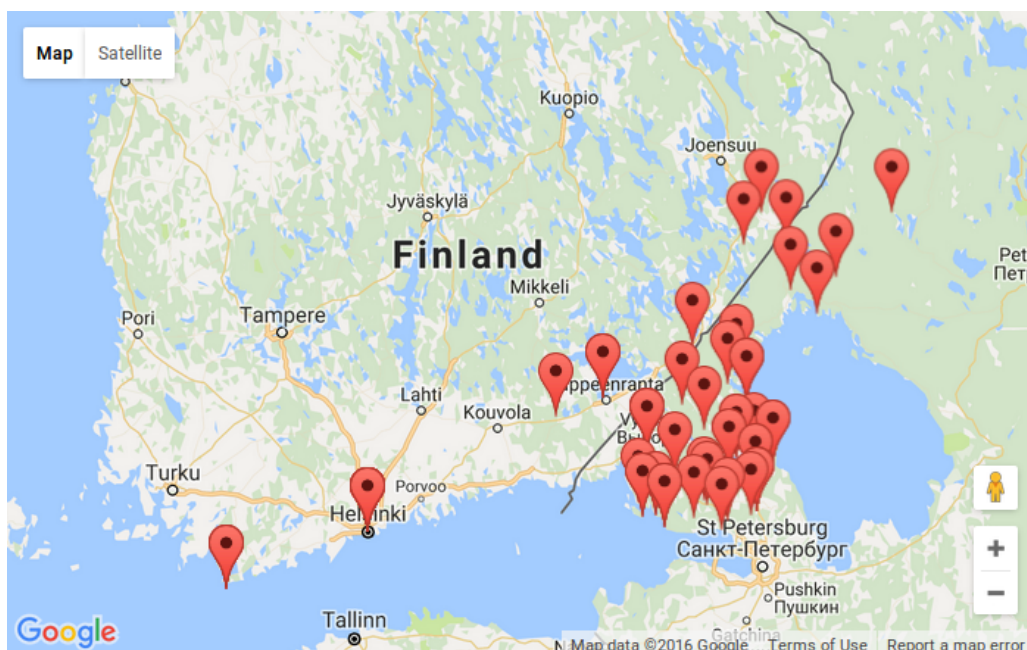 Map Satellite
Kuopio
Joensuu
Jyväskylä
Finland
Mikkeli
Pori
Tampere
Lahti
Kouvola
Turku
Porvoo
Helsinki
St Petersburg
Санкт-Петербург
Pushkin
Пушкин
Tallinn
Gatchina
Google
Map data ©2016 Google Terms of Use Report a map error